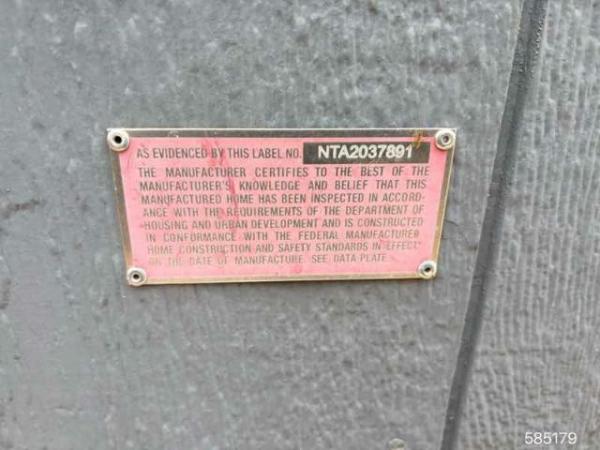 AS EVIDENCED BY THIS LABEL NO. NTA2037891
THE MANUFACTURER CERTIFIES TO THE BEST OF THE
MANUFACTURER'S KNOWLEDGE AND BELIEF THAT THIS
MANUFACTURED HOME HAS BEEN INSPECTED IN ACCORD-
ANCE WITH THE REQUIREMENTS OF THE DEPARTMENT OF
HOUSING AND URBAN DEVELOPMENT AND IS CONSTRUCTED
IN CONFORMANCE WITH THE FEDERAL MANUFACTURED
HOME CONSTRUCTION AND SAFETY STANDARDS IN EFFECT
ON THE DATE OF MANUFACTURE. SEE DATA PLATE.
585179